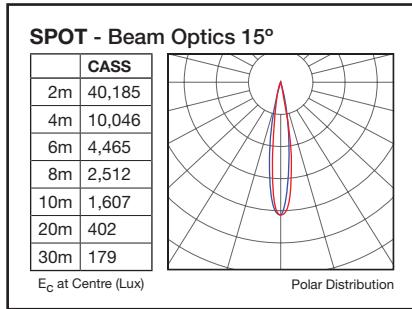 SPOT - Beam Optics 15º
CASS
2m 40,185
4m 10,046
6m 4,465
8m 2,512
10m 1,607
20m 402
30m 179
EC at Centre (Lux)
Polar Distribution